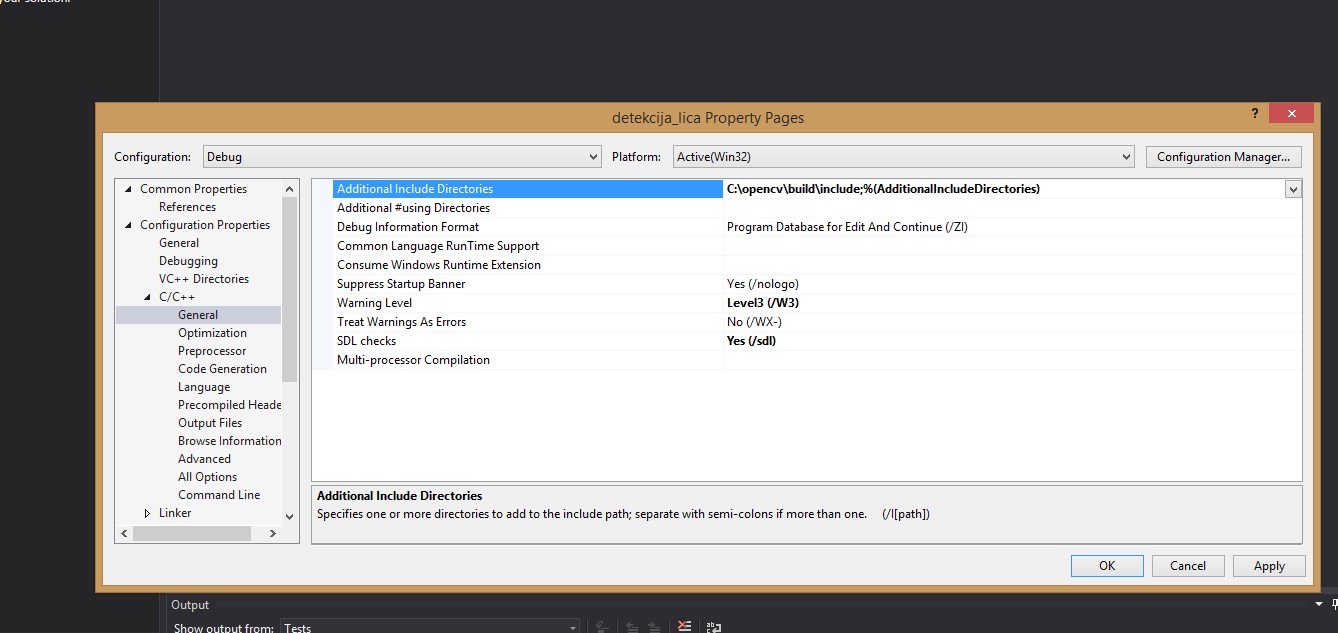 your solution.
detekcija_lica Property Pages
?
Configuration: Debug Platform: Active(Win32) Configuration Manager...
Common Properties
References
Configuration Properties
General
Debugging
VC++ Directories
C/C++
General
Optimization
Preprocessor
Code Generation
Language
Precompiled Heade
Output Files
Browse Information
Advanced
All Options
Command Line
Linker
Additional Include Directories C:\opencv\build\include;%(AdditionalIncludeDirectories)
Additional #using Directories
Debug Information Format Program Database for Edit And Continue (/ZI)
Common Language RunTime Support
Consume Windows Runtime Extension
Suppress Startup Banner Yes (/nologo)
Warning Level Level3 (/W3)
Treat Warnings As Errors No (/WX-)
SDL checks Yes (/sdl)
Multi-processor Compilation
Additional Include Directories
Specifies one or more directories to add to the include path; separate with semi-colons if more than one. (/I[path])
OK Cancel Apply
Output
Show output from: Tests